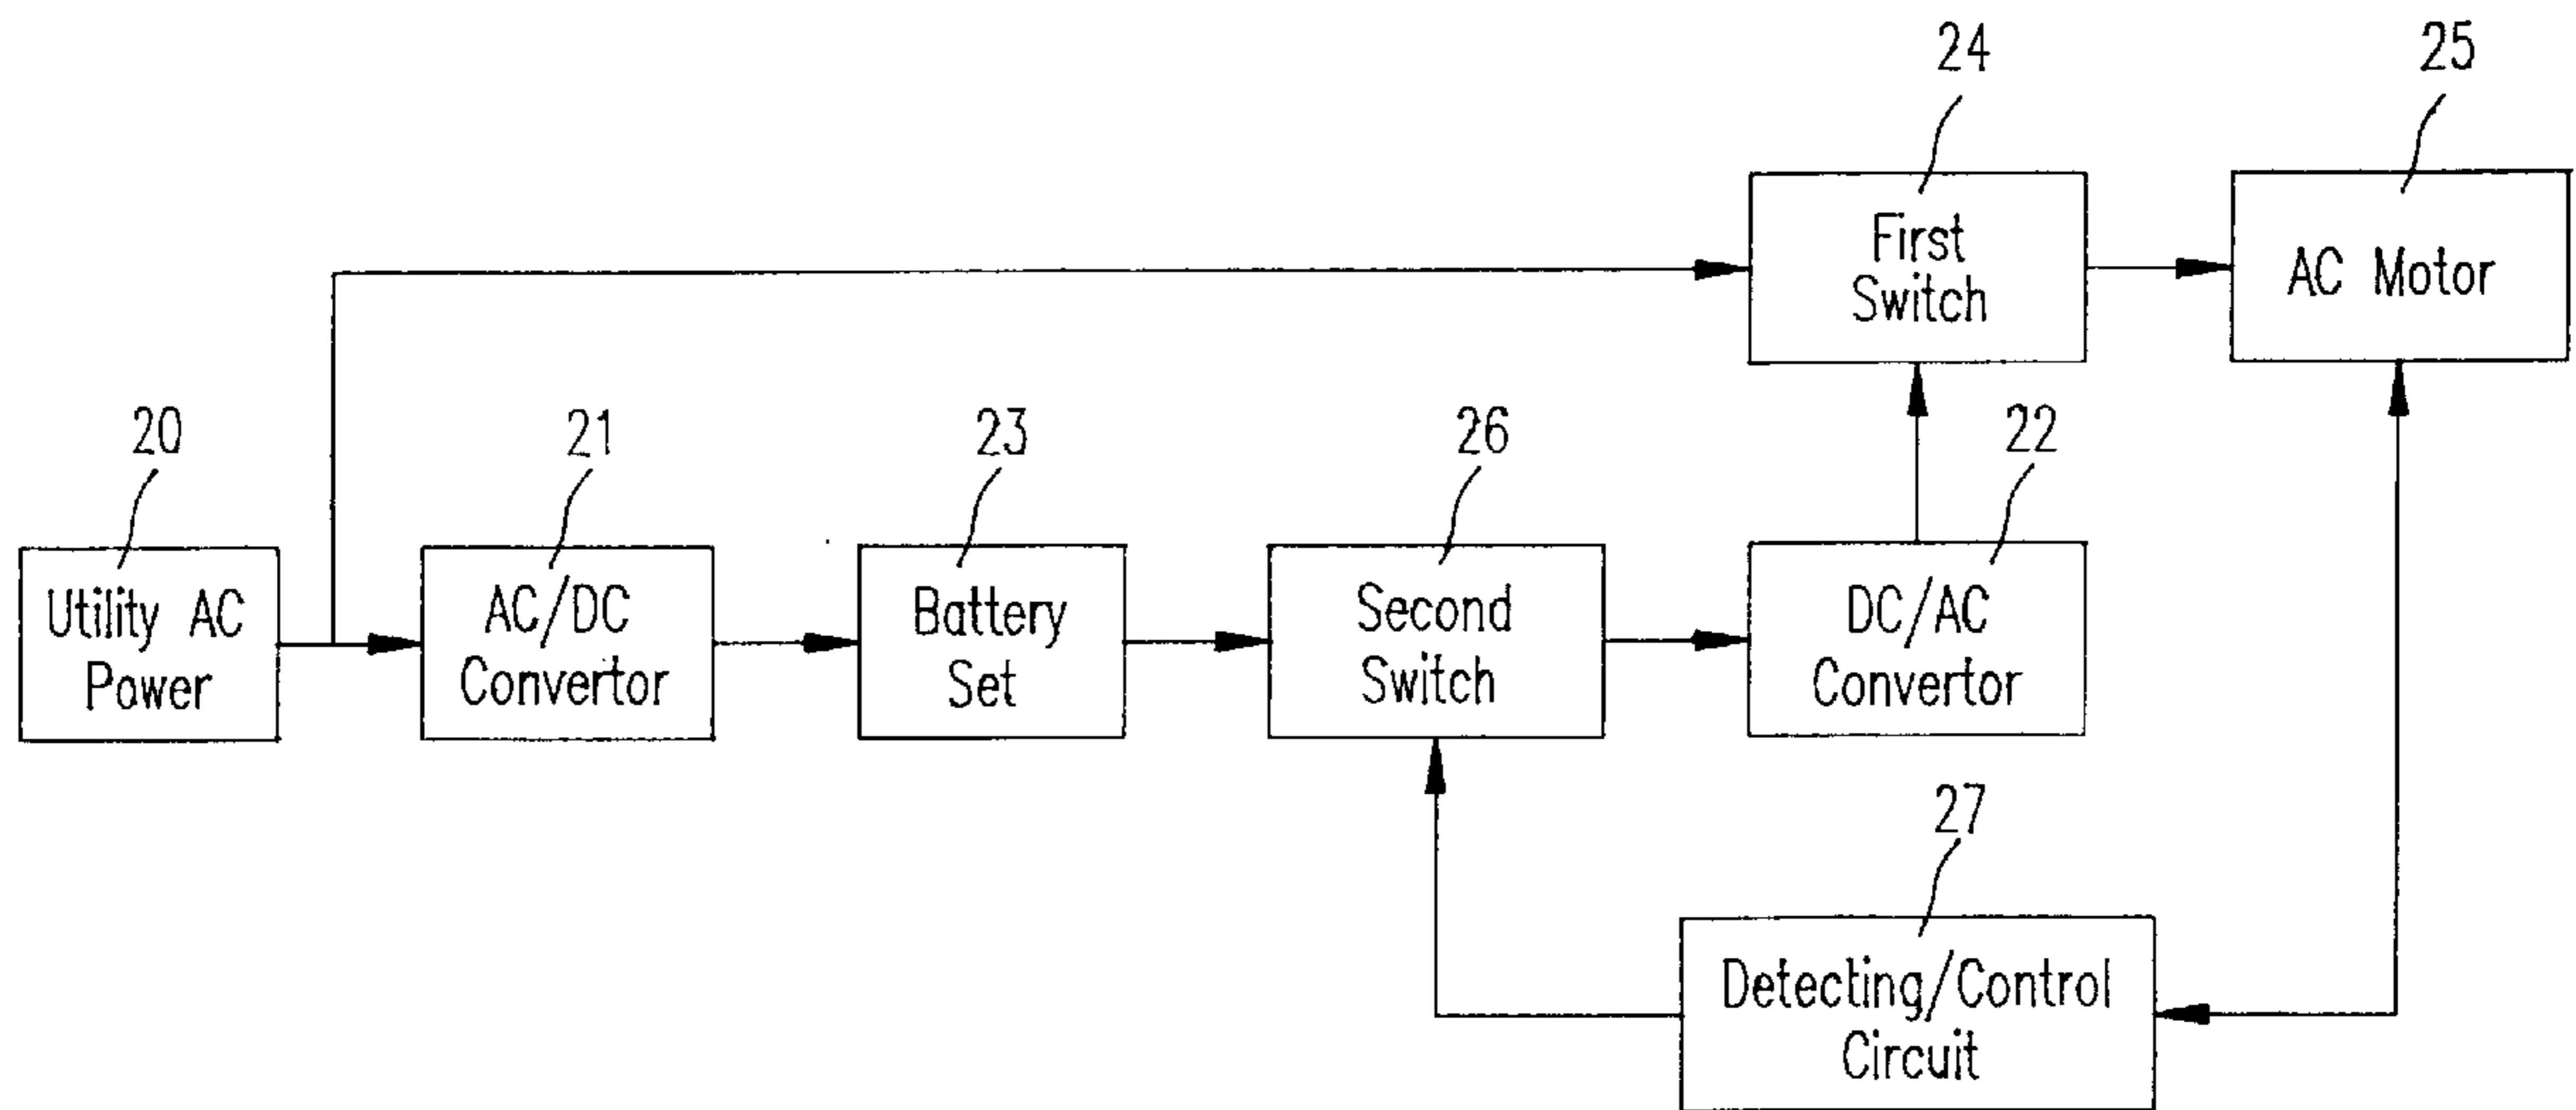 24
25
First
Switch
AC Motor
20
21
23
26
22
Utility AC
Power
AC/DC
Convertor
Battery
Set
Second
Switch
DC/AC
Convertor
27
Detecting/Control
Circuit